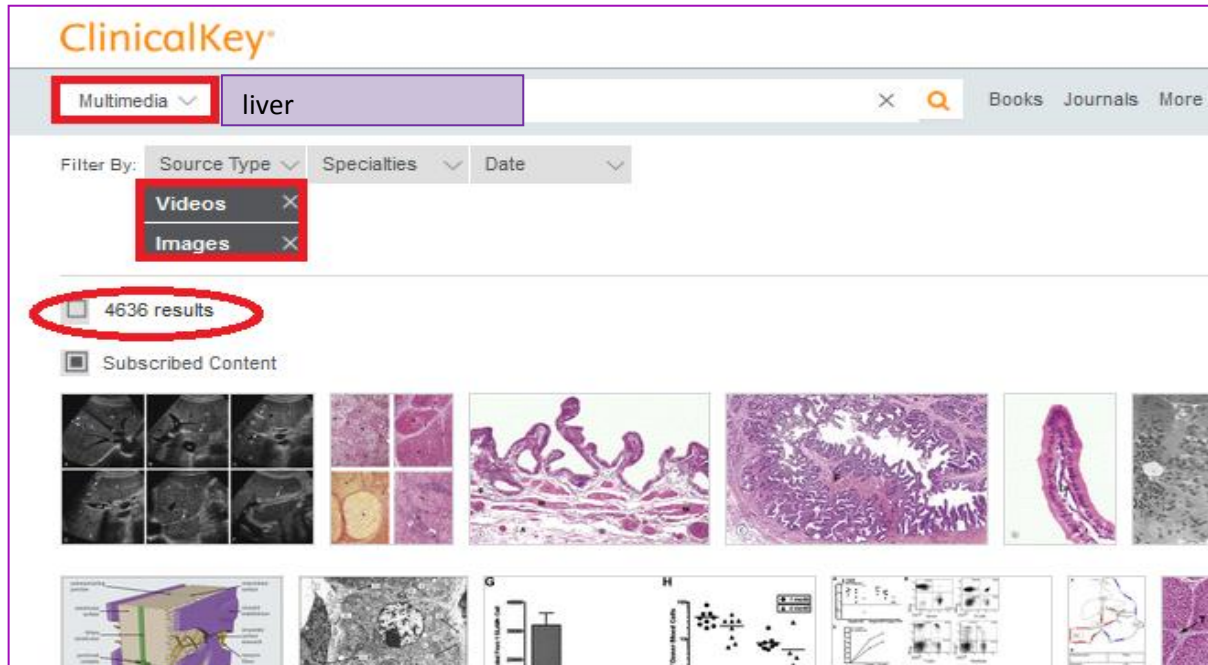 ClinicalKey®
Multimedia liver Books Journals More
Filter By: Source Type Specialties Date
Videos
Images
4636 results
Subscribed Content
G H